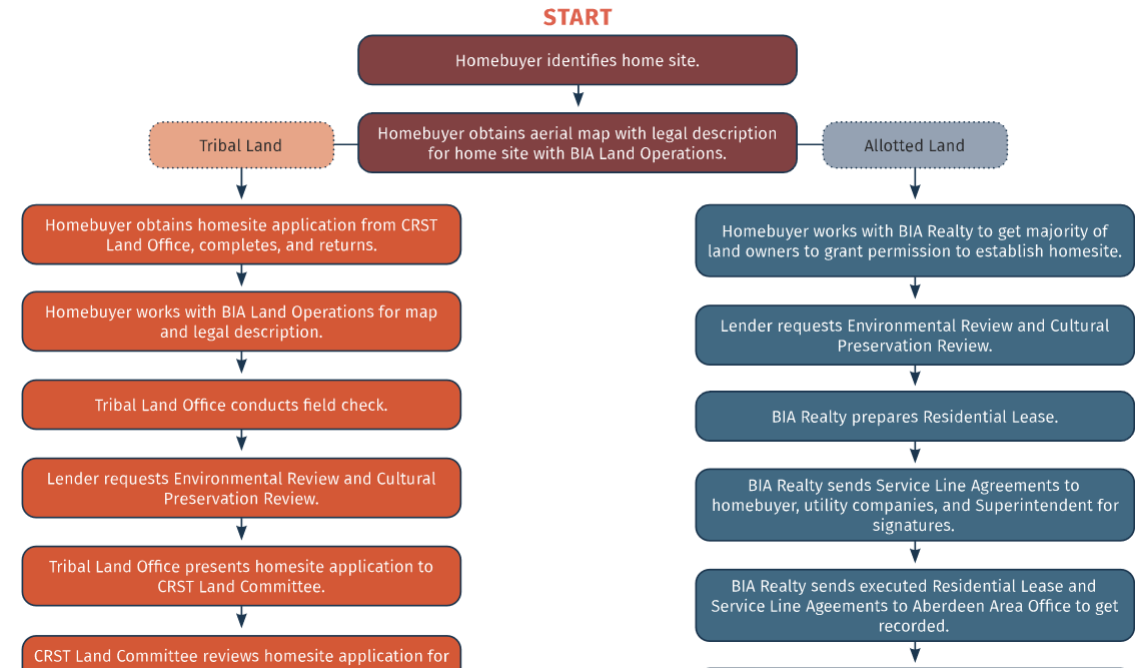 START
Homebuyer identifies home site.
Homebuyer obtains aerial map with legal description
for home site with BIA Land Operations.
Tribal Land
Allotted Land
Homebuyer obtains homesite application from CRST
Land Office, completes, and returns.
Homebuyer works with BIA Land Operations for map
and legal description.
Tribal Land Office conducts field check.
Lender requests Environmental Review and Cultural
Preservation Review.
Tribal Land Office presents homesite application to
CRST Land Committee.
CRST Land Committee reviews homesite application for
Homebuyer works with BIA Realty to get majority of
land owners to grant permission to establish homesite.
Lender requests Environmental Review and Cultural
Preservation Review.
BIA Realty prepares Residential Lease.
BIA Realty sends Service Line Agreements to
homebuyer, utility companies, and Superintendent for
signatures.
BIA Realty sends executed Residential Lease and
Service Line Ageements to Aberdeen Area Office to get
recorded.